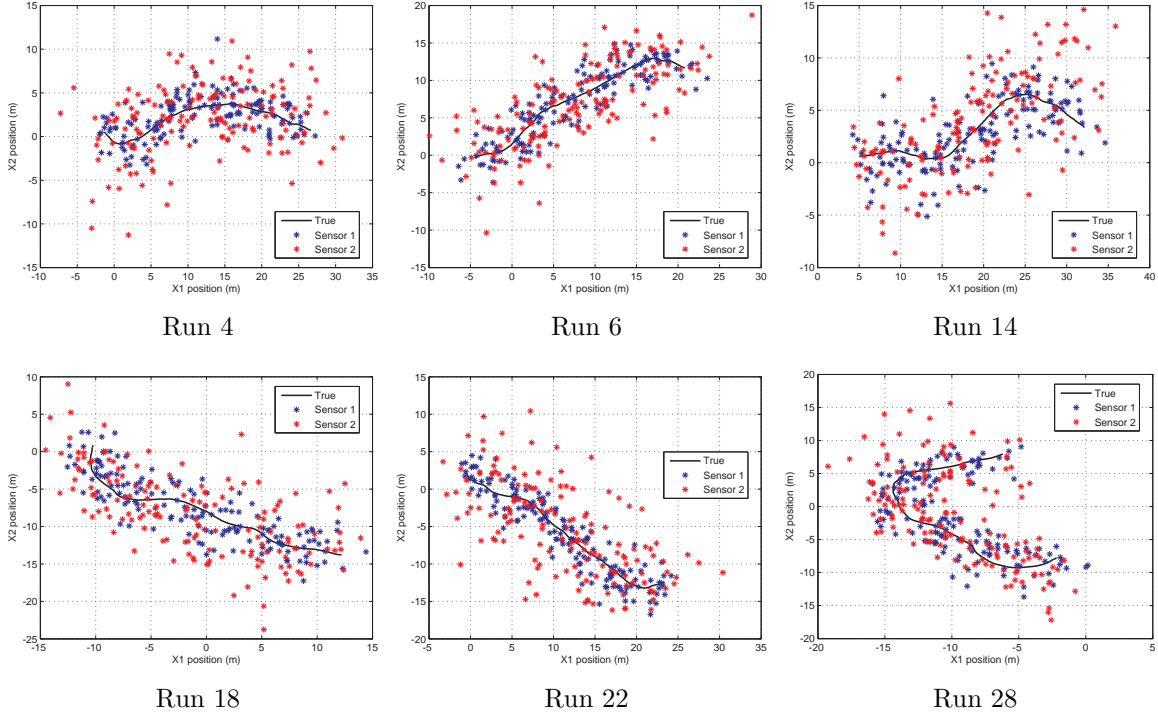 15
10
5
0
-5
-10
-15
X2 position (m)
-10 -5 0 5 10 15 20 25 30 35
X1 position (m)
True
Sensor 1
Sensor 2
Run 4
20
15
10
5
0
-5
-10
-15
X2 position (m)
-10 -5 0 5 10 15 20 25 30
X1 position (m)
True
Sensor 1
Sensor 2
Run 6
15
10
5
0
-5
-10
X2 position (m)
0 5 10 15 20 25 30 35 40
X1 position (m)
True
Sensor 1
Sensor 2
Run 14
10
5
0
-5
-10
-15
-20
-25
X2 position (m)
-15 -10 -5 0 5 10 15
X1 position (m)
True
Sensor 1
Sensor 2
Run 18
15
10
5
0
-5
-10
-15
-20
X2 position (m)
-5 0 5 10 15 20 25 30 35
X1 position (m)
True
Sensor 1
Sensor 2
Run 22
20
15
10
5
0
-5
-10
-15
-20
X2 position (m)
-20 -15 -10 -5 0 5
X1 position (m)
True
Sensor 1
Sensor 2
Run 28